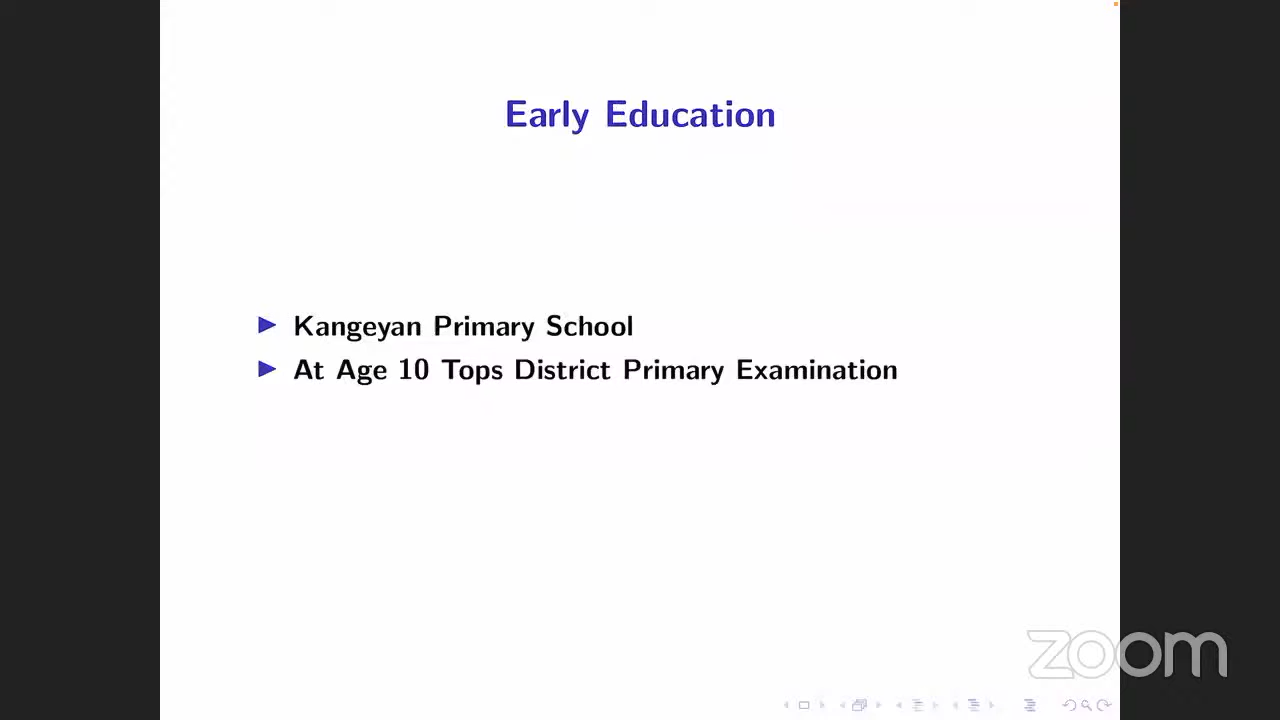 Early Education
Kangeyan Primary School
At Age 10 Tops District Primary Examination
zoom